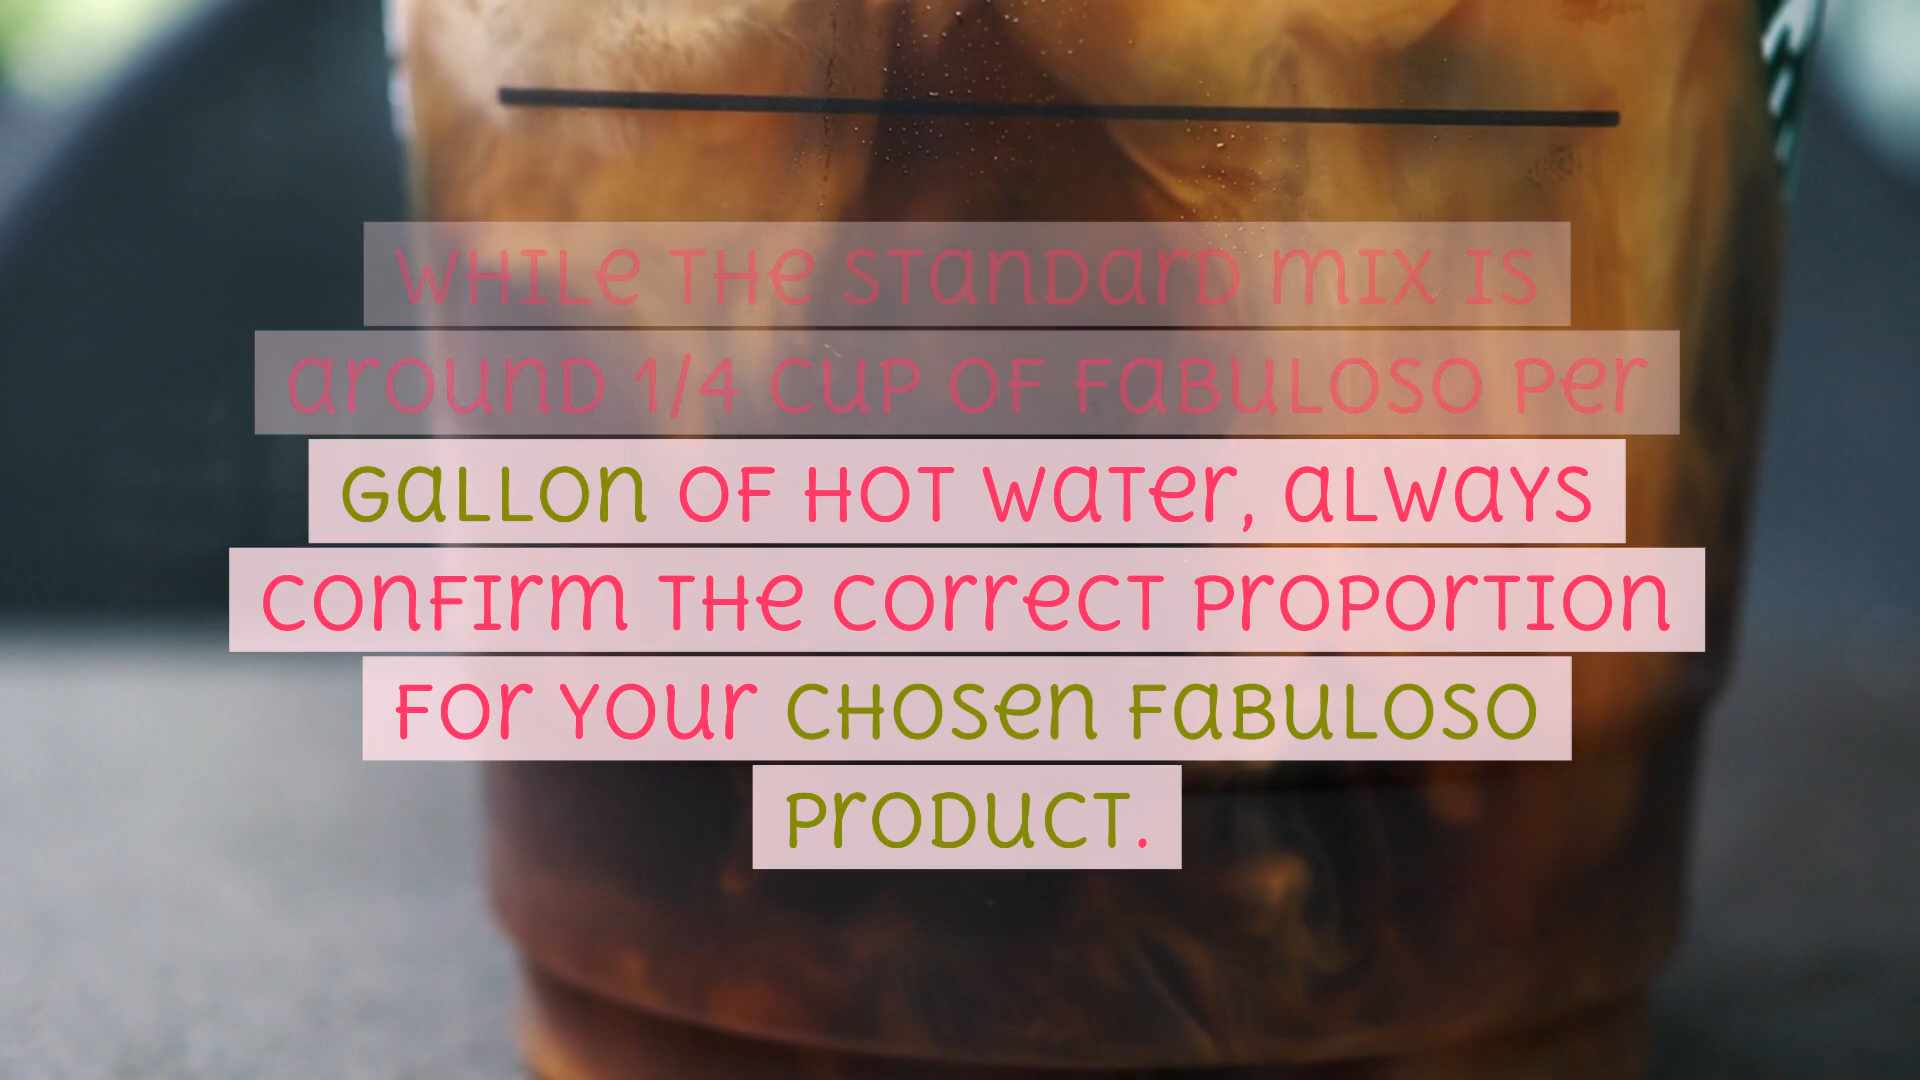 WHILE THE STANDARD MIX IS
AROUND 1/4 CUP OF FABULOSO PER
GALLON OF HOT WATER, ALWAYS
CONFIRM THE CORRECT PROPORTION
FOR YOUR CHOSEN FABULOSO
PRODUCT.